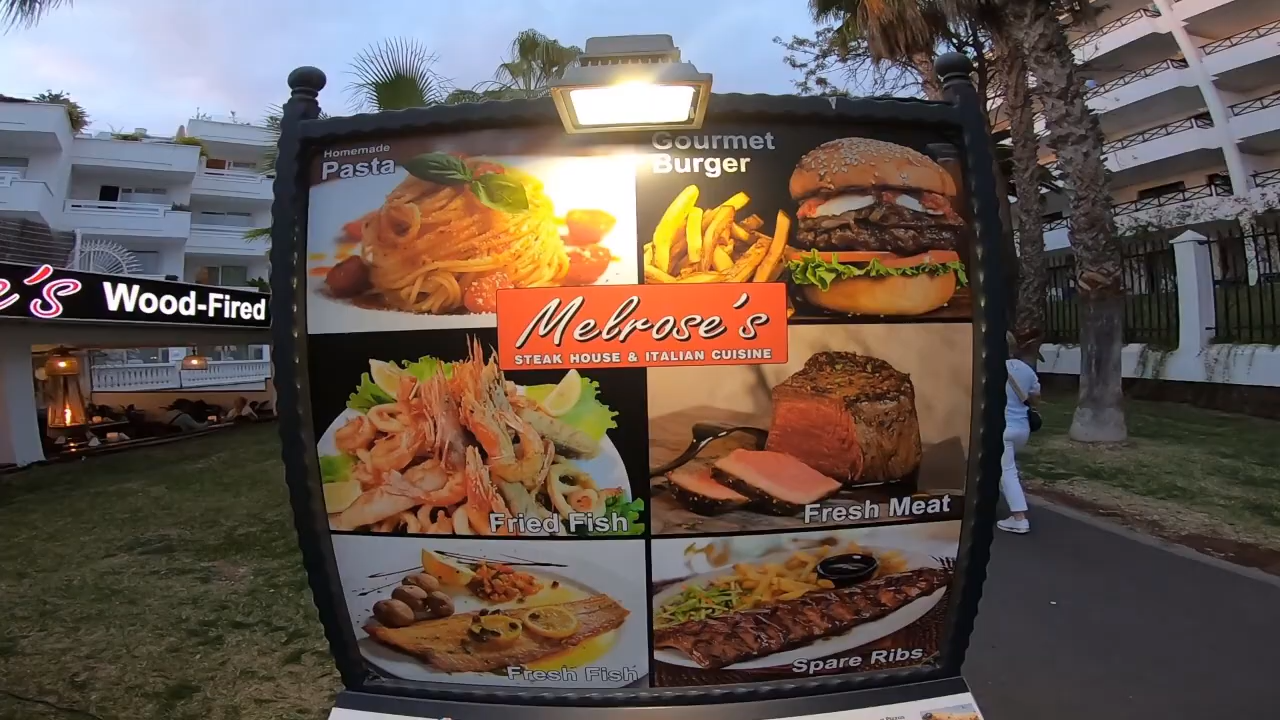 Homemade
Pasta
Gourmet
Burger
Melrose's
STEAK HOUSE & ITALIAN CUISINE
e's Wood-Fired
Fried Fish
Fresh Meat
Fresh Fish
Spare Ribs